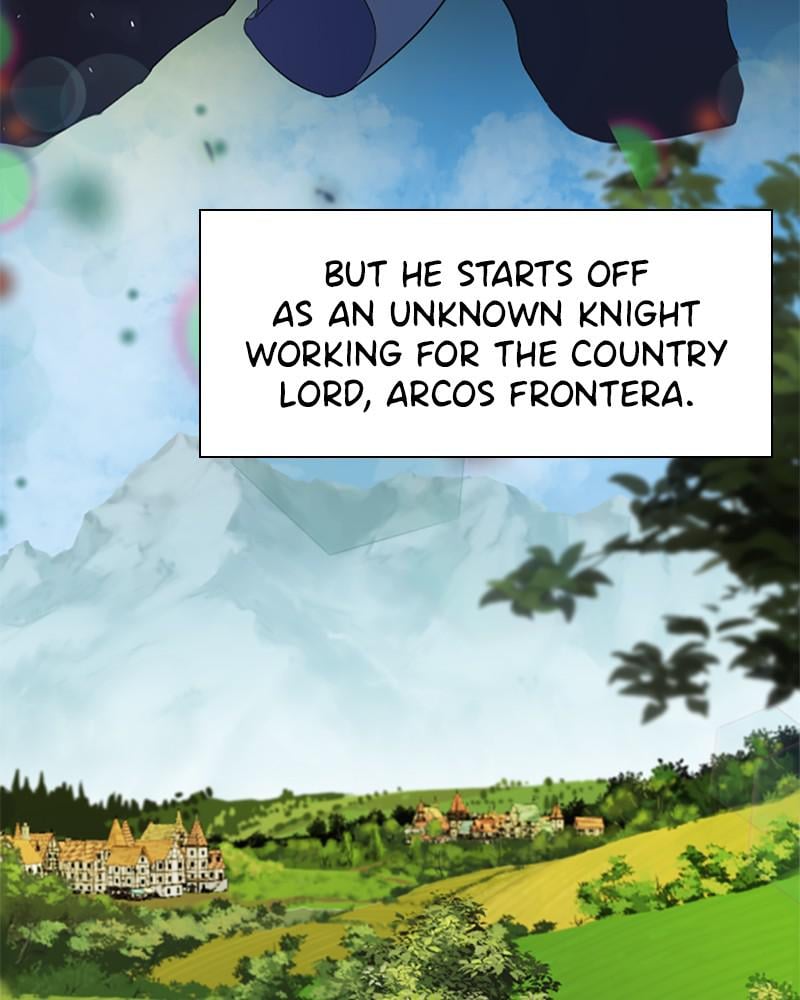 BUT HE STARTS OFF
AS AN UNKNOWN KNIGHT
WORKING FOR THE COUNTRY
LORD, ARCOS FRONTERA.